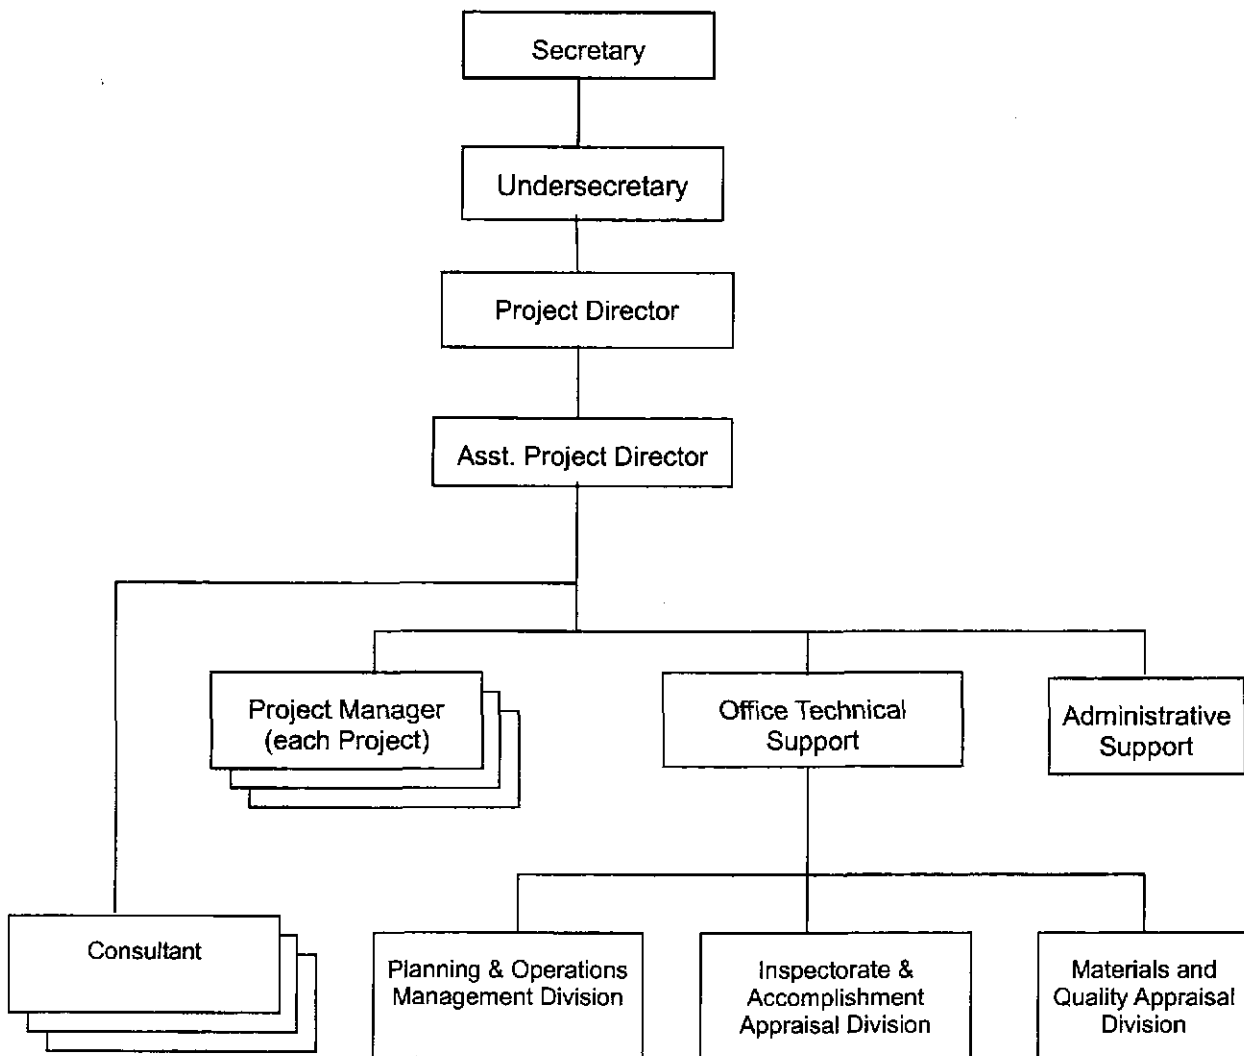 Secretary
Undersecretary
Project Director
Asst. Project Director
Project Manager
(each Project)
Office Technical
Support
Administrative
Support
Consultant
Planning & Operations
Management Division
Inspectorate &
Accomplishment
Appraisal Division
Materials and
Quality Appraisal
Division